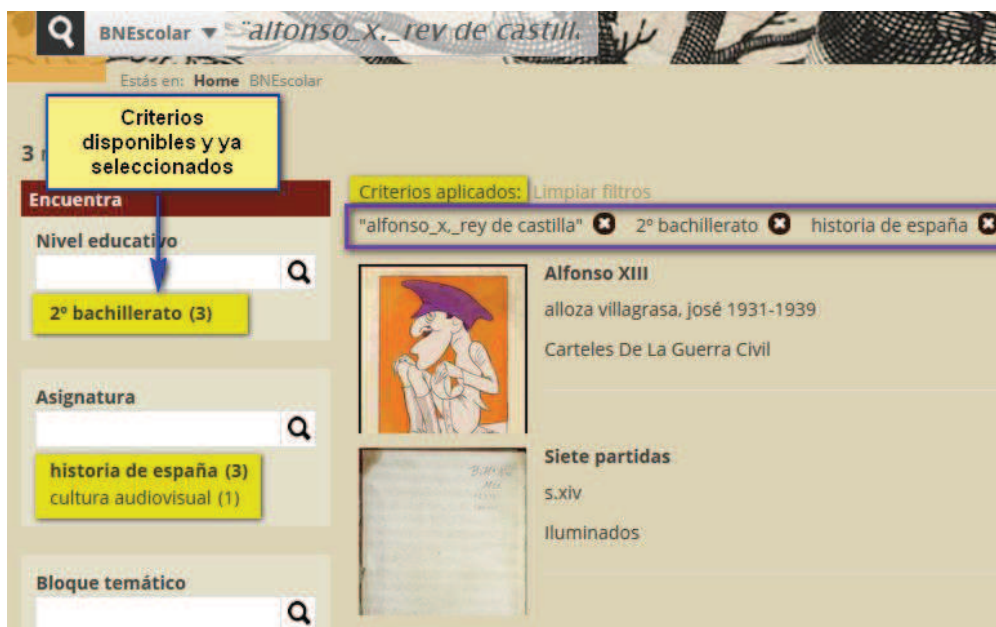 BNEscolar ▼ "alfonso_x,_rey de castill
Estás en: Home BNEscolar
Criterios
disponibles y ya
seleccionados
3
Encuentra
Nivel educativo
2º bachillerato (3)
Asignatura
historia de españa (3)
cultura audiovisual (1)
Bloque temático
Criterios aplicados: Limpiar filtros
"alfonso_x,_rey de castilla" 2º bachillerato historia de españa
Alfonso XIII
alloza villagrasa, josé 1931-1939
Carteles De La Guerra Civil
Siete partidas
s.xiv
Iluminados